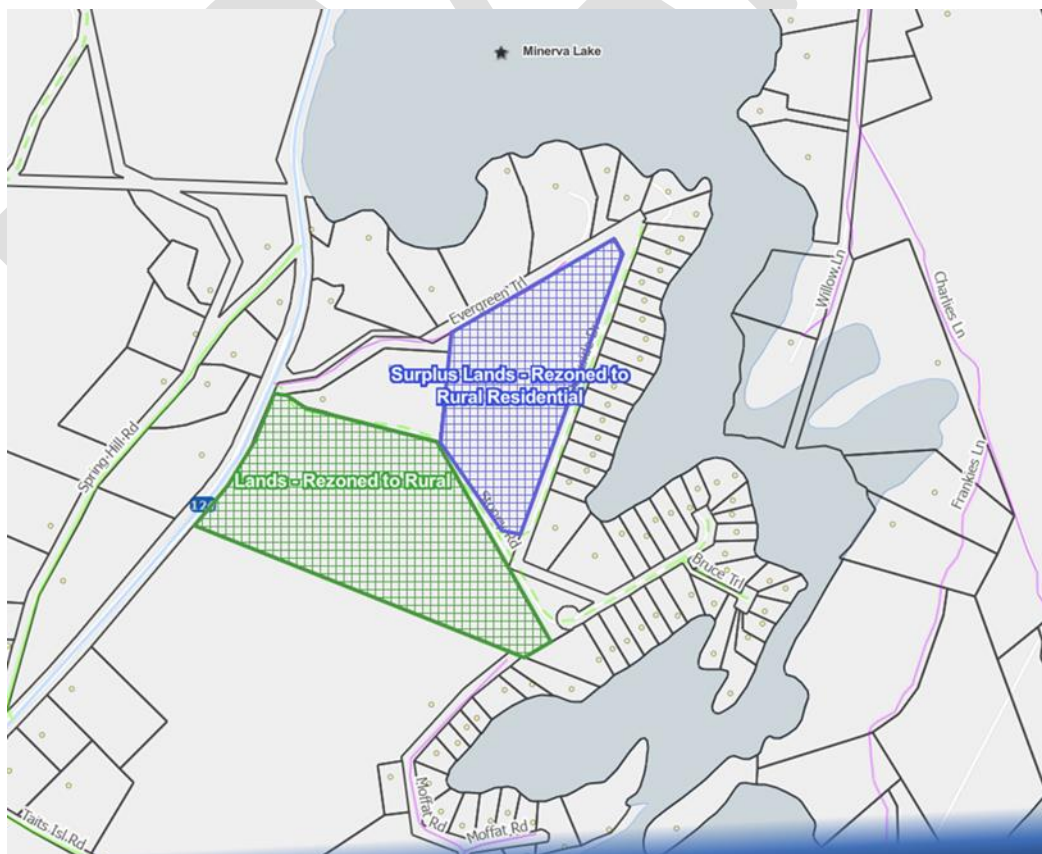 Minerva Lake
Willow Ln
Charlies Ln
Evergreen Trl
Surplus Lands - Rezoned to
Rural Residential
Spring Hill Rd
Lands - Rezoned to Rural
Frankies Ln
Bruce Trl
Moffat Rd
Moffat Rd
Taits Isl Rd